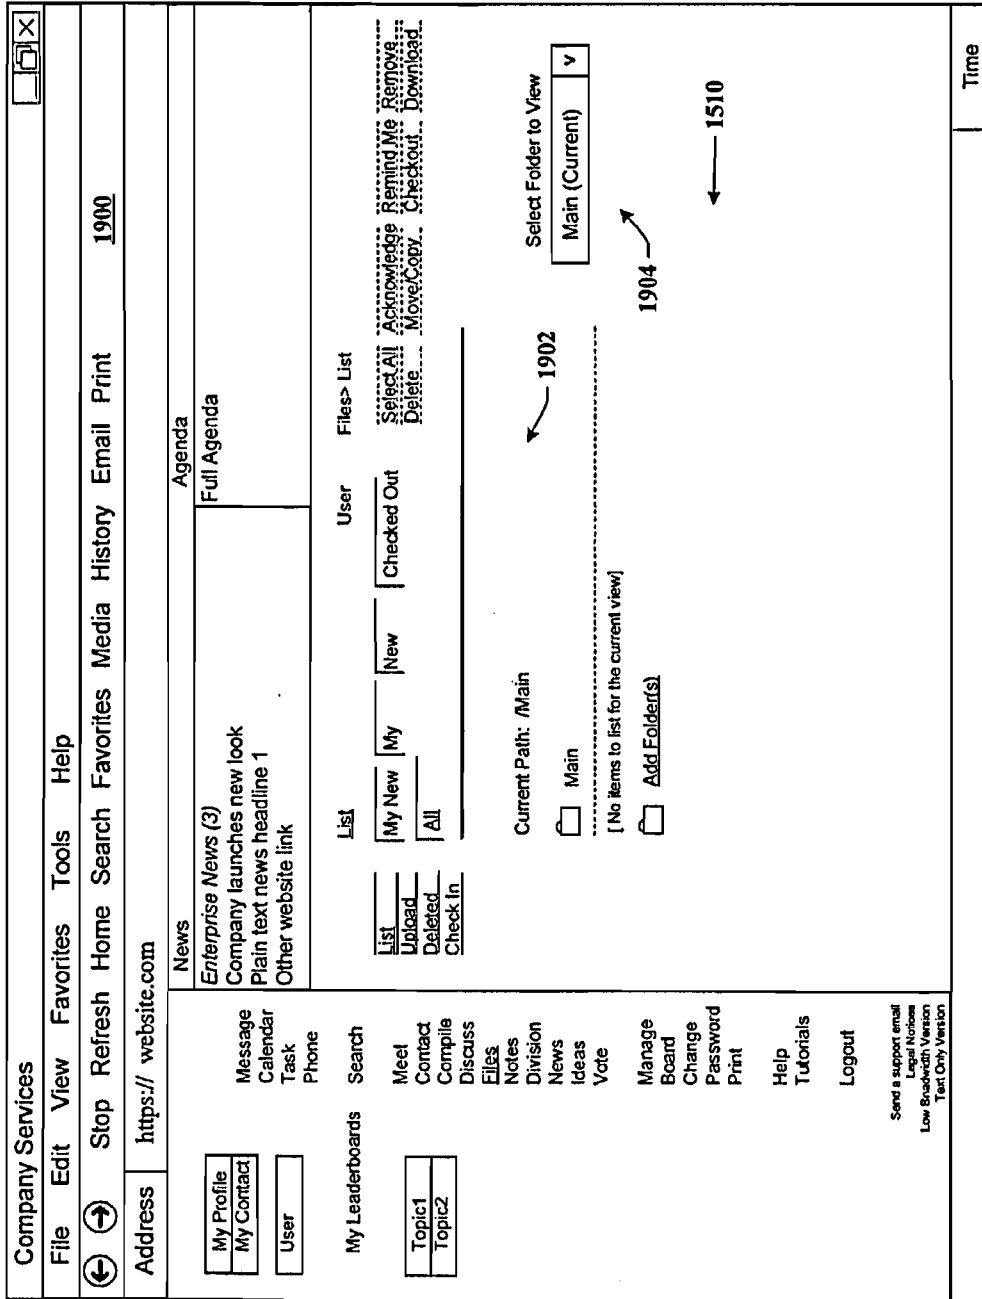 Company Services
File Edit View Favorites Tools Help
Stop Refresh Home Search Favorites Media History Email Print 1900
Address https:// website.com
News Agenda
Enterprise News (3) Full Agenda
Company launches new look
Plain text news headline 1
Other website link
My Profile
My Contact
User
My Leaderboards
Topic1
Topic2
Message
Calendar
Task
Phone
Search
Meet
Contact
Compile
Discuss
Files
Notes
Division
News
Ideas
Vote
Manage
Board
Change
Password
Print
Help
Tutorials
Logout
Send a support email
Legal Notices
Low Bnadwidth Version
Text Only Version
List User Files> List
List My New My New Checked Out
Upload All
Deleted
Check In
Select All Acknowledge Remind Me Remove
Delete Move/Copy Checkout Download
Current Path: /Main 1902
Select Folder to View
Main Main (Current) v
[ No items to list for the current view]
1904
Add Folder(s)
1510
Time